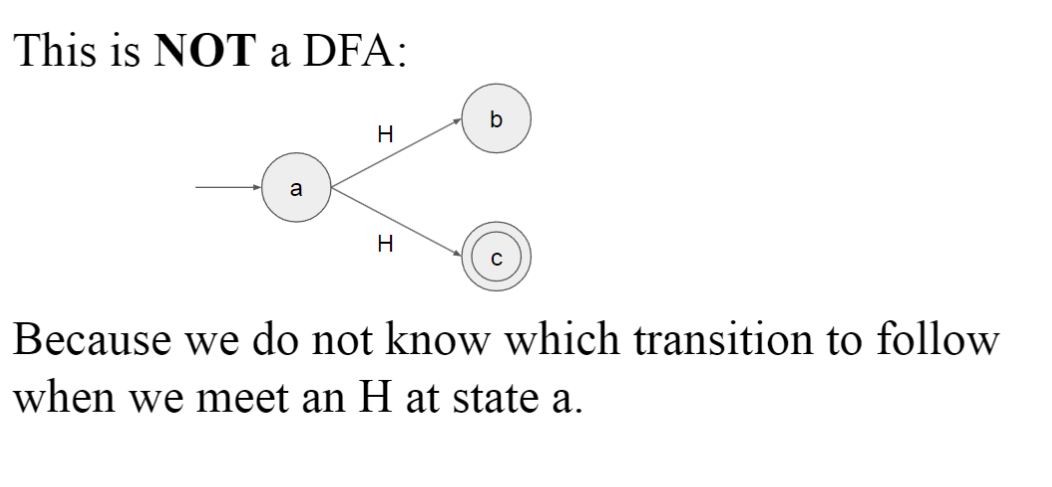 This is NOT a DFA:
b
H
a
H
c
Because we do not know which transition to follow
when we meet an H at state a.